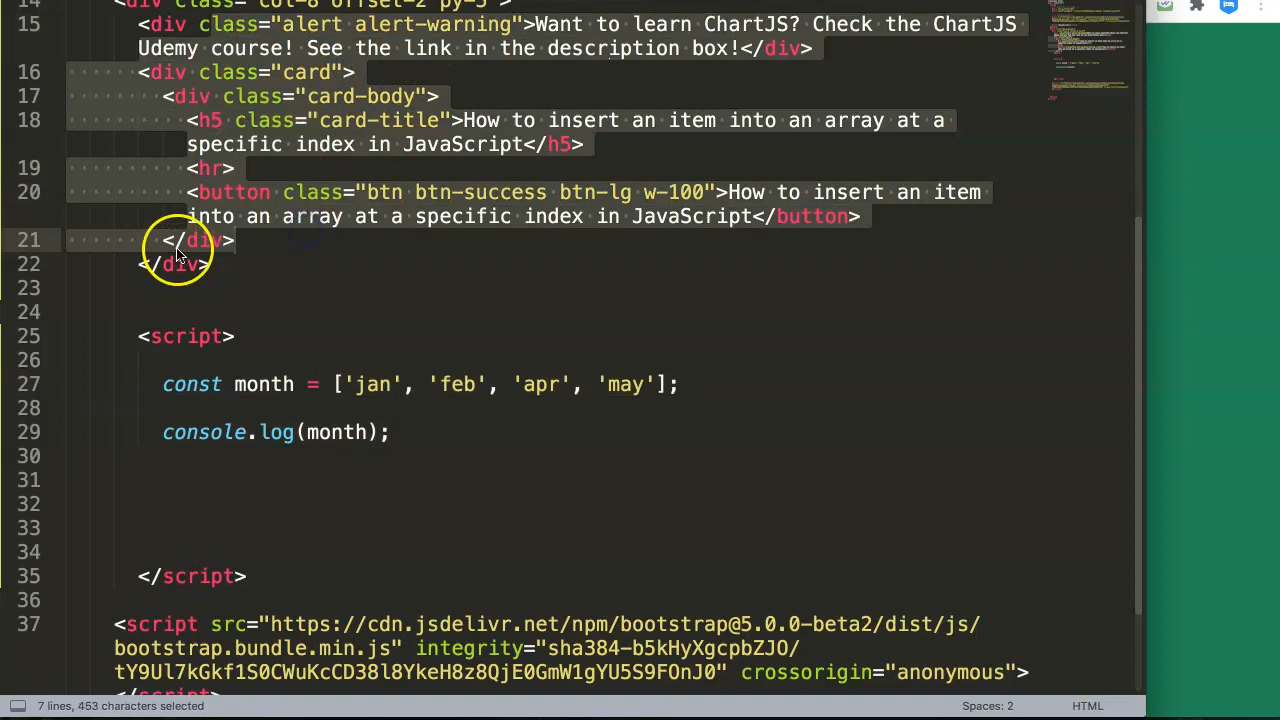 14
<div class="col-8 offset-2 py-5">
15 <div class="alert alert-warning">Want to learn ChartJS? Check the ChartJS
Udemy course! See the link in the description box!</div>
16 <div class="card">
17 <div class="card-body">
18 <h5 class="card-title">How to insert an item into an array at a
specific index in JavaScript</h5>
19 <hr>
20 <button class="btn btn-success btn-lg w-100">How to insert an item
into an array at a specific index in JavaScript</button>
21 </div>
22 </div>
23
24
25 <script>
26
27 const month = ['jan', 'feb', 'apr', 'may'];
28
29 console.log(month);
30
31
32
33
34
35 </script>
36
37 <script src="https://cdn.jsdelivr.net/npm/bootstrap@5.0.0-beta2/dist/js/
bootstrap.bundle.min.js" integrity="sha384-b5kHyXgcpbZJO/
tY9Ul7kGkf1S0CWuKcCD38l8YkeH8z8QjE0GmW1gYU5S9FOnJ0" crossorigin="anonymous">
</script>
7 lines, 453 characters selected
Spaces: 2
HTML